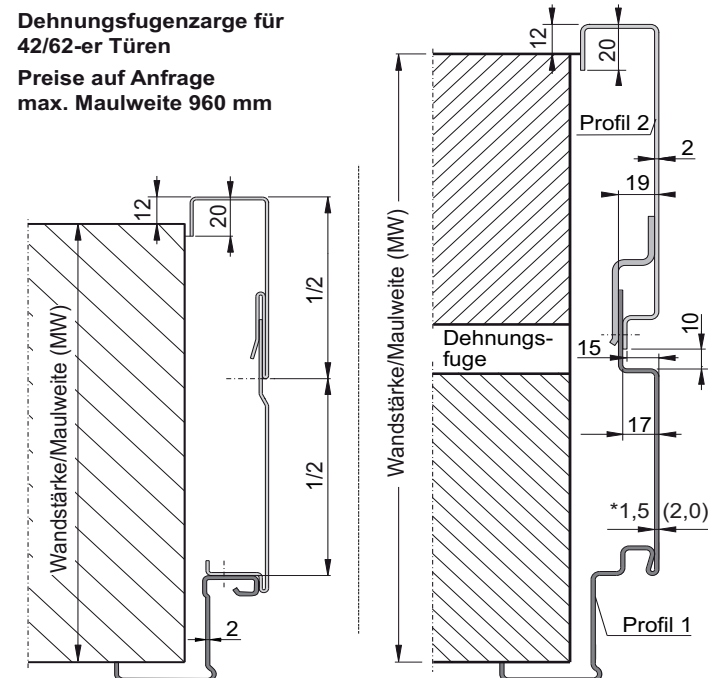 Dehnungsfugenzarge für
42/62-er Türen
Preise auf Anfrage
max. Maulweite 960 mm
12
20
Wandstärke/Maulweite (MW)
1/2
1/2
2
12
20
Profil 2
2
19
Wandstärke/Maulweite (MW)
Dehnungs-
fuge
15
10
17
*1,5 (2,0)
Profil 1